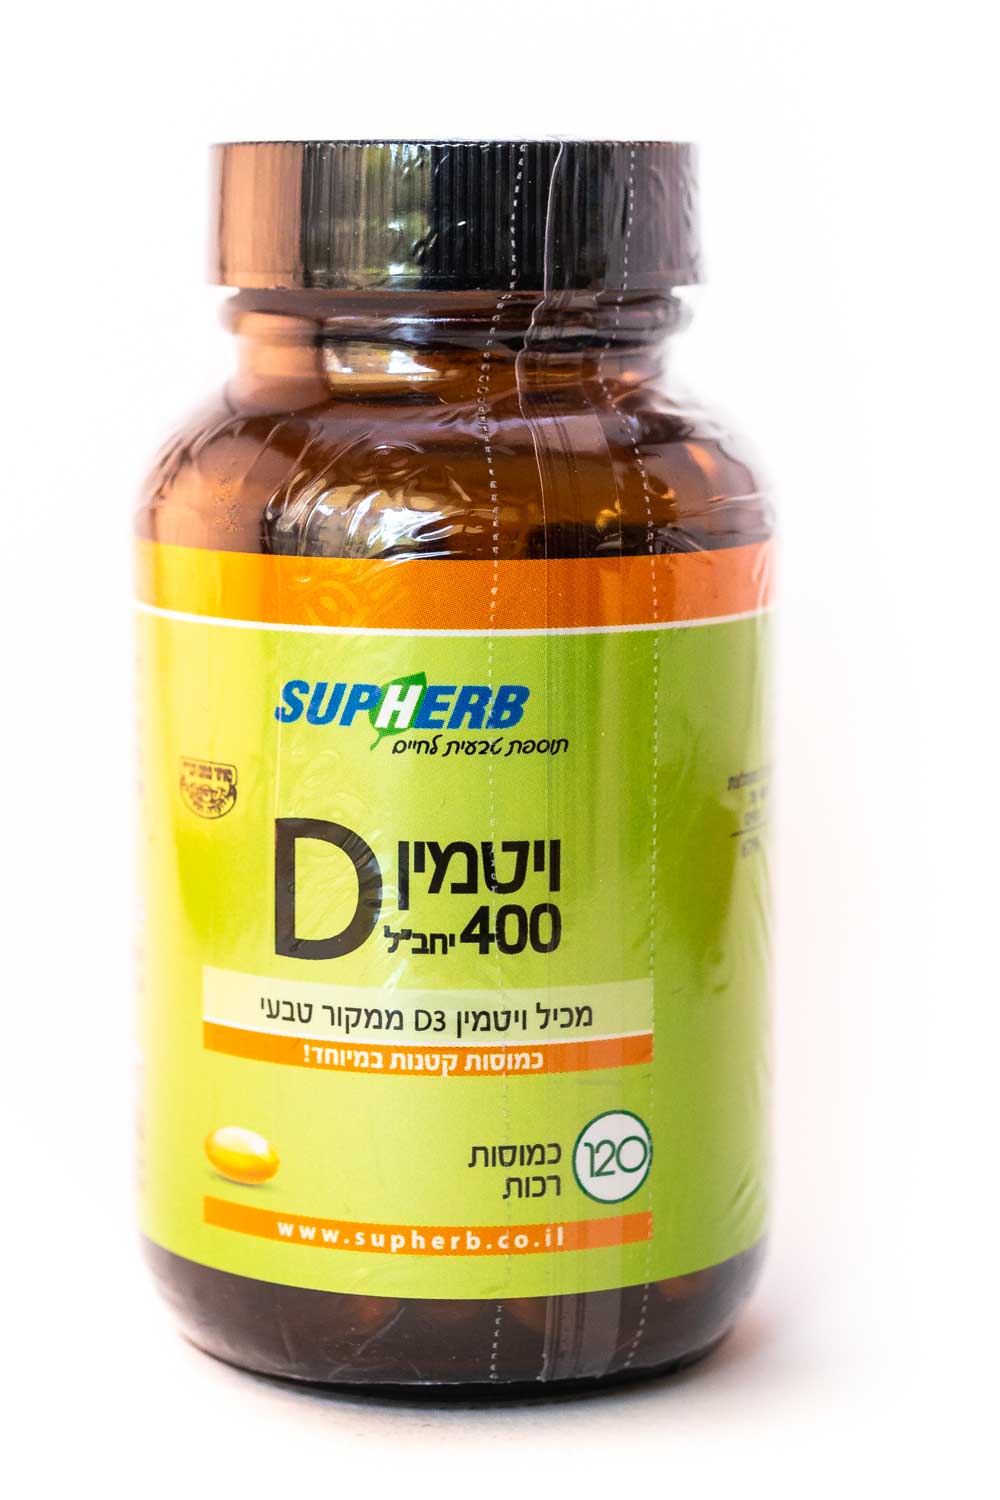 SUPHERB
תוספת טבעית לחיים
ויטמין D
400 יחב"ל
מכיל ויטמין D3 ממקור טבעי
כמוסות קטנות במיוחד!
120 כמוסות
רכות
www.supherb.co.il